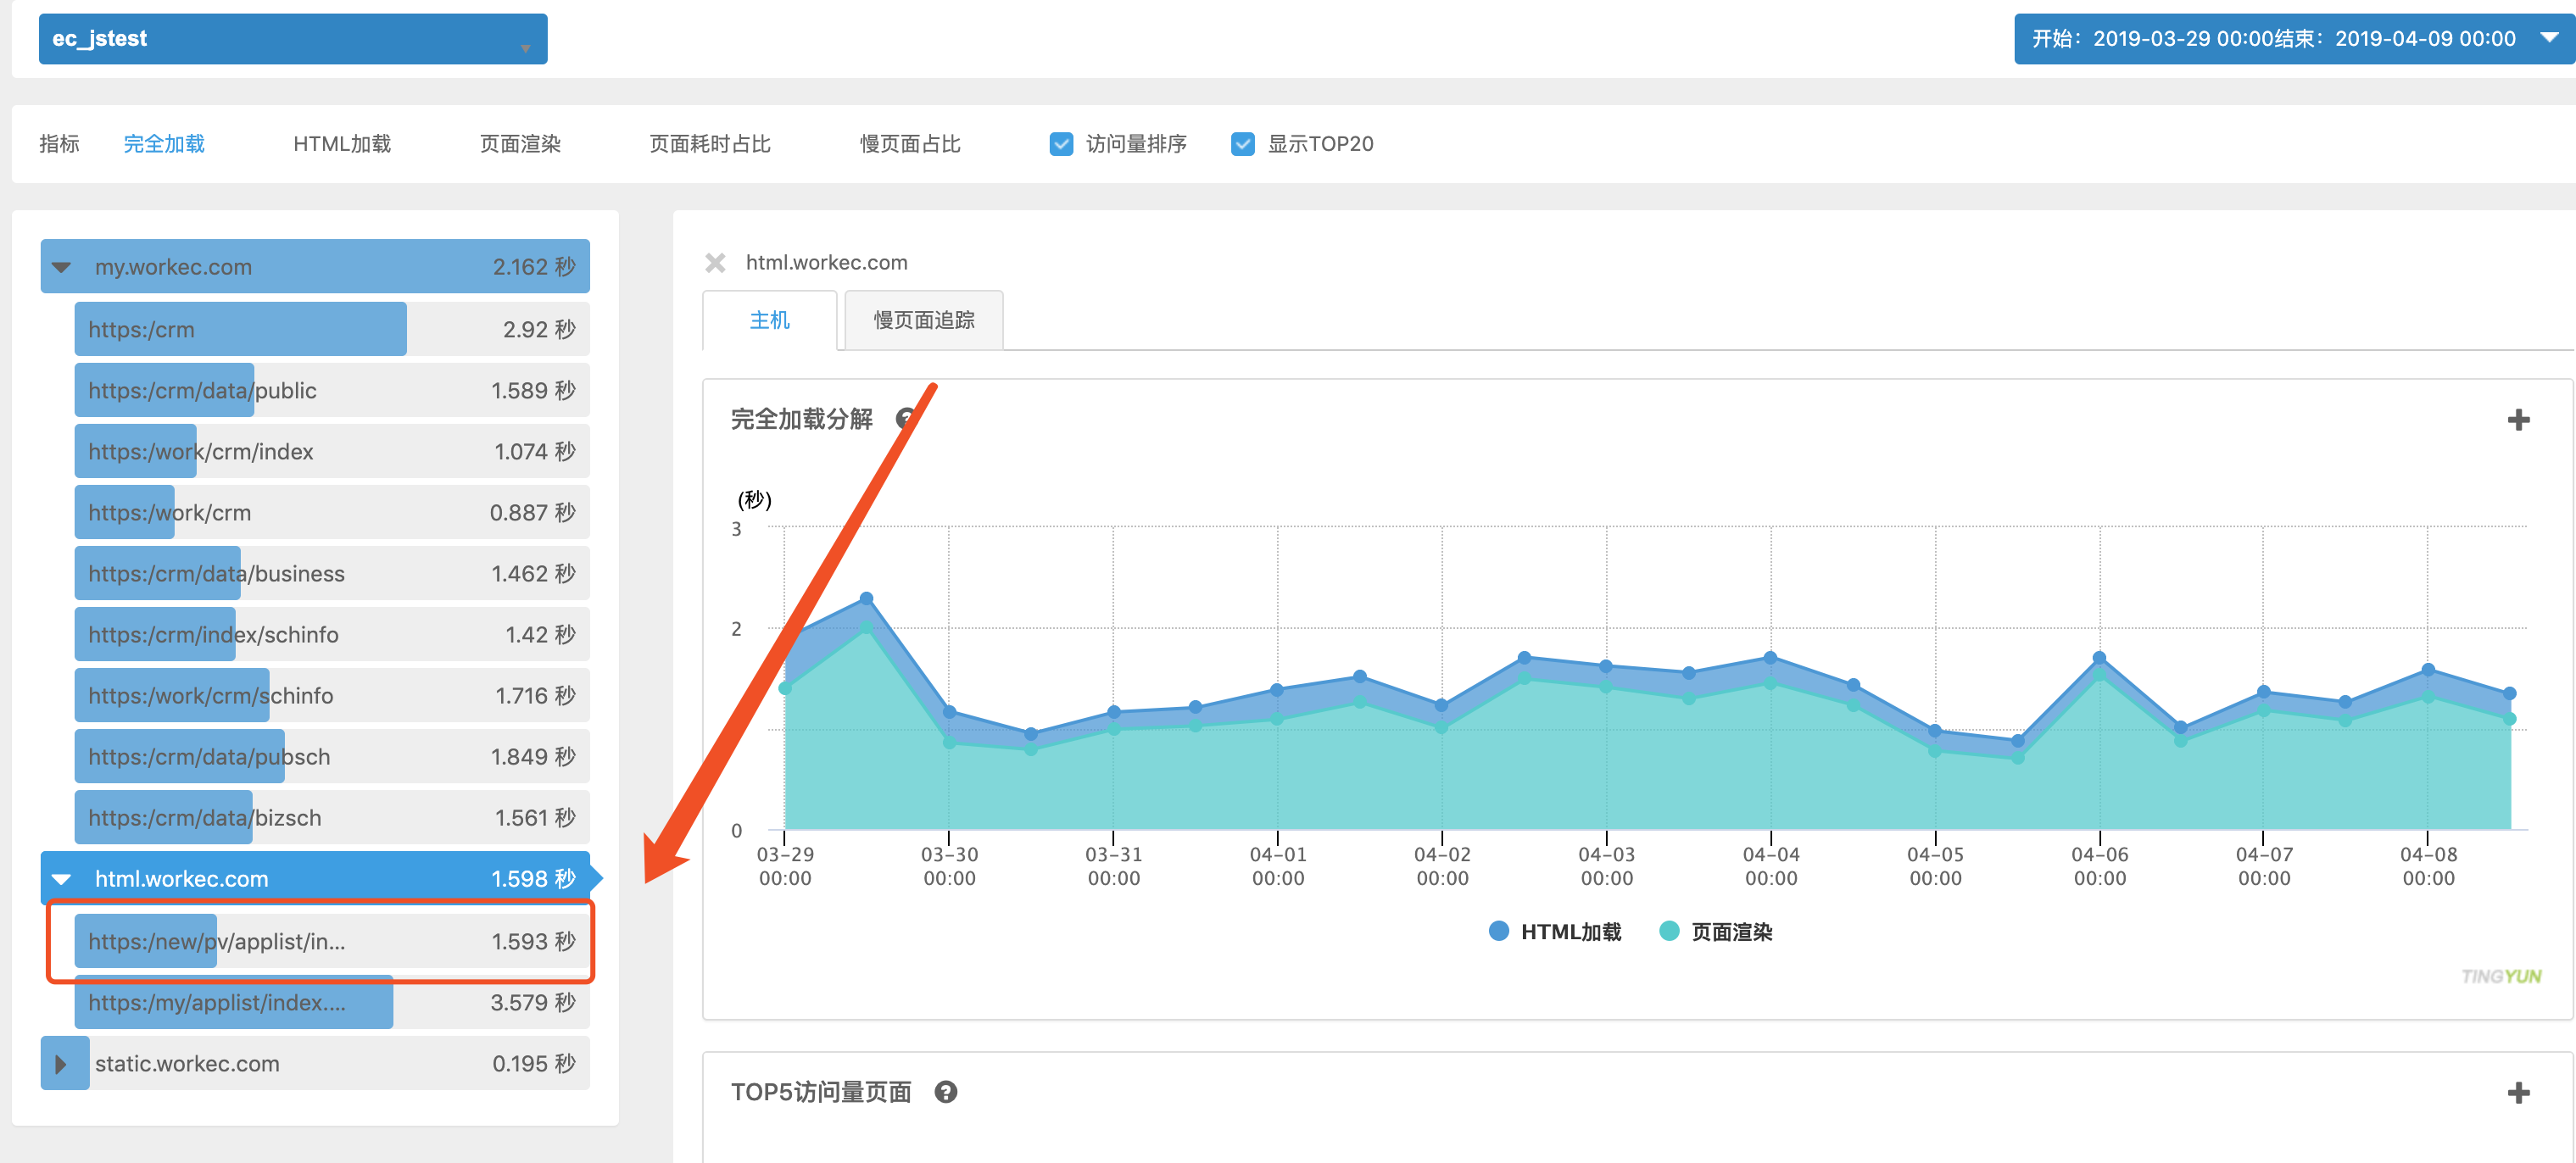 ec_jstest
开始：2019-03-29 00:00结束：2019-04-09 00:00
指标 完全加载 HTML加载 页面渲染 页面耗时占比 慢页面占比 访问量排序 显示TOP20
my.workec.com 2.162 秒
https:/crm 2.92 秒
https:/crm/data/public 1.589 秒
https:/work/crm/index 1.074 秒
https:/work/crm 0.887 秒
https:/crm/data/business 1.462 秒
https:/crm/index/schinfo 1.42 秒
https:/work/crm/schinfo 1.716 秒
https:/crm/data/pubsch 1.849 秒
https:/crm/data/bizsch 1.561 秒
html.workec.com 1.598 秒
https:/new/pv/applist/in... 1.593 秒
https:/my/applist/index.... 3.579 秒
static.workec.com 0.195 秒
html.workec.com
主机 慢页面追踪
完全加载分解
(秒)
3
2
0
03-29 03-30 03-31 04-01 04-02 04-03 04-04 04-05 04-06 04-07 04-08
00:00 00:00 00:00 00:00 00:00 00:00 00:00 00:00 00:00 00:00 00:00
HTML加载 页面渲染
TINGYUN
TOP5访问量页面